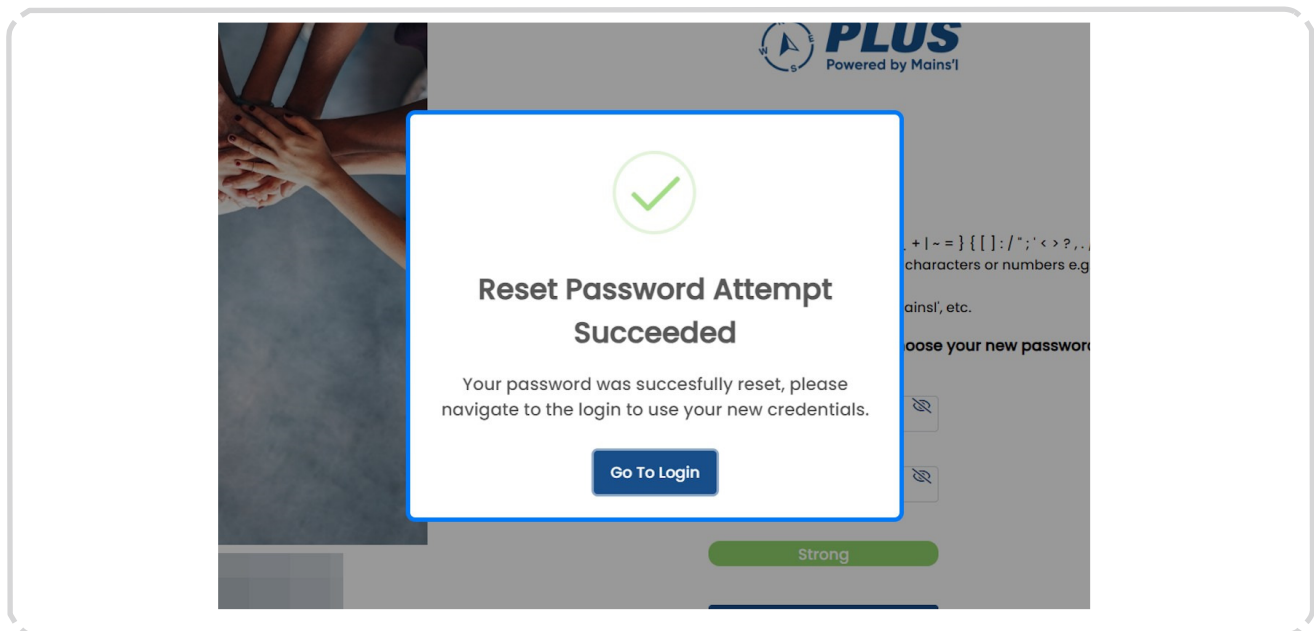 W E S
PLUS
Powered by Mains'l
Reset Password Attempt
Succeeded
Your password was succesfully reset, please
navigate to the login to use your new credentials.
Go To Login
+ | ~ = } { [ ] : / " ; ' < > ? , . /
characters or numbers e.g
ainsl', etc.
oose your new password
Strong